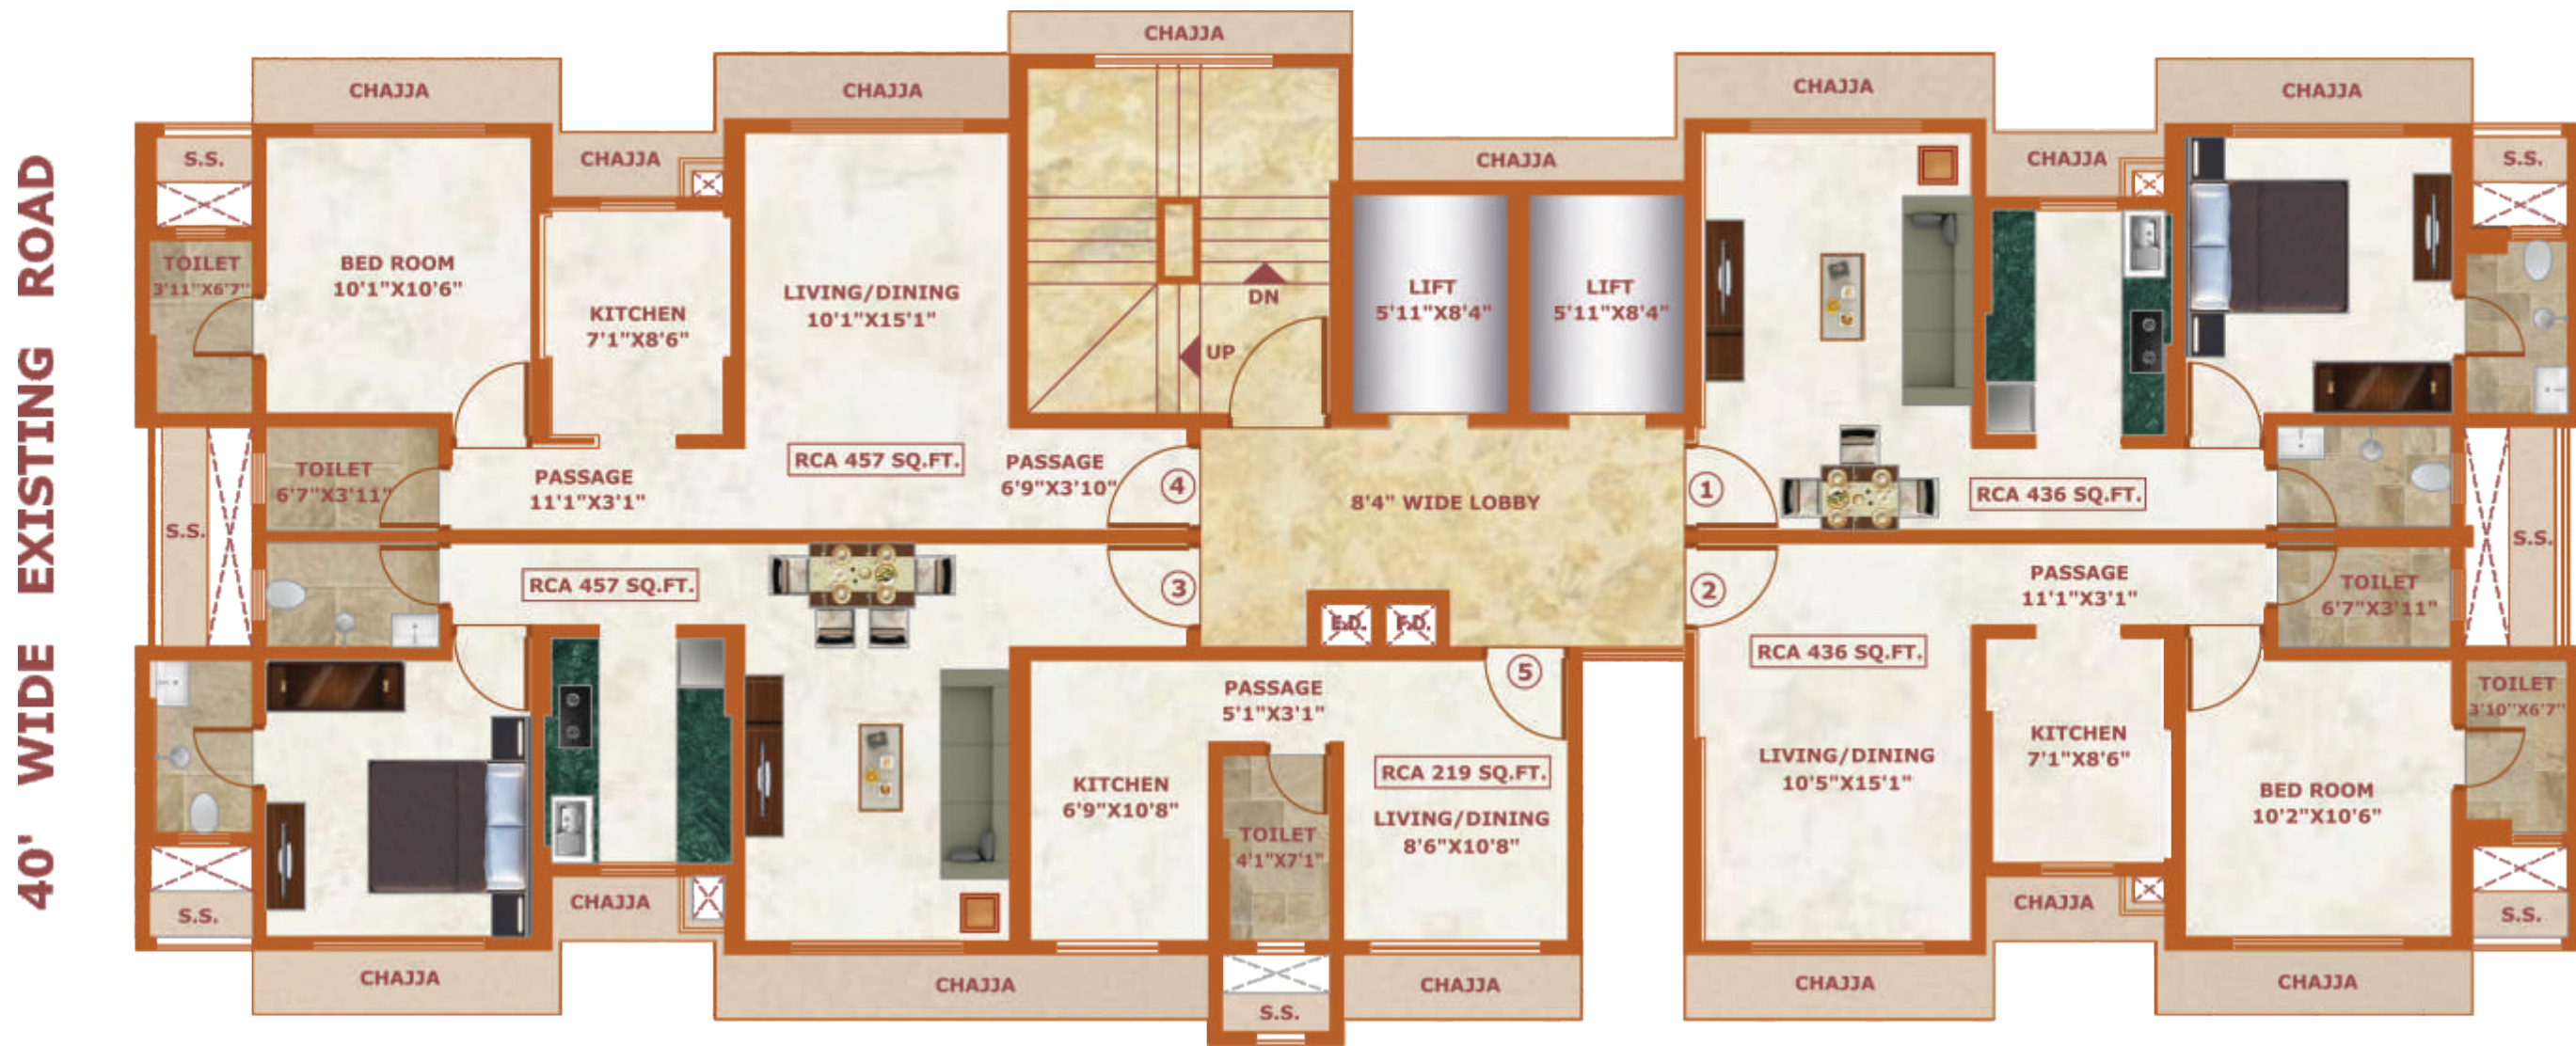 40' WIDE EXISTING ROAD
CHAJJA
CHAJJA
CHAJJA
CHAJJA
CHAJJA
S.S.
CHAJJA
CHAJJA
CHAJJA
S.S.
TOILET
3'11"X6'7"
BED ROOM
10'1"X10'6"
KITCHEN
7'1"X8'6"
LIVING/DINING
10'1"X15'1"
DN
UP
LIFT
5'11"X8'4"
LIFT
5'11"X8'4"
TOILET
6'7"X3'11"
PASSAGE
11'1"X3'1"
RCA 457 SQ.FT.
PASSAGE
6'9"X3'10"
4
8'4" WIDE LOBBY
1
RCA 436 SQ.FT.
S.S.
S.S.
RCA 457 SQ.FT.
3
E.D.
F.D.
2
PASSAGE
11'1"X3'1"
TOILET
6'7"X3'11"
RCA 436 SQ.FT.
PASSAGE
5'1"X3'1"
5
TOILET
3'10"X6'7"
KITCHEN
6'9"X10'8"
RCA 219 SQ.FT.
LIVING/DINING
8'6"X10'8"
TOILET
4'1"X7'1"
LIVING/DINING
10'5"X15'1"
KITCHEN
7'1"X8'6"
BED ROOM
10'2"X10'6"
S.S.
CHAJJA
CHAJJA
S.S.
CHAJJA
CHAJJA
CHAJJA
CHAJJA
CHAJJA
S.S.